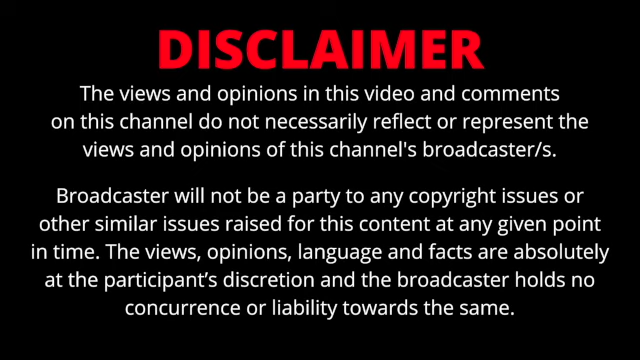 DISCLAIMER
The views and opinions in this video and comments
on this channel do not necessarily reflect or represent the
views and opinions of this channel's broadcaster/s.
Broadcaster will not be a party to any copyright issues or
other similar issues raised for this content at any given point
in time. The views, opinions, language and facts are absolutely
at the participant’s discretion and the broadcaster holds no
concurrence or liability towards the same.